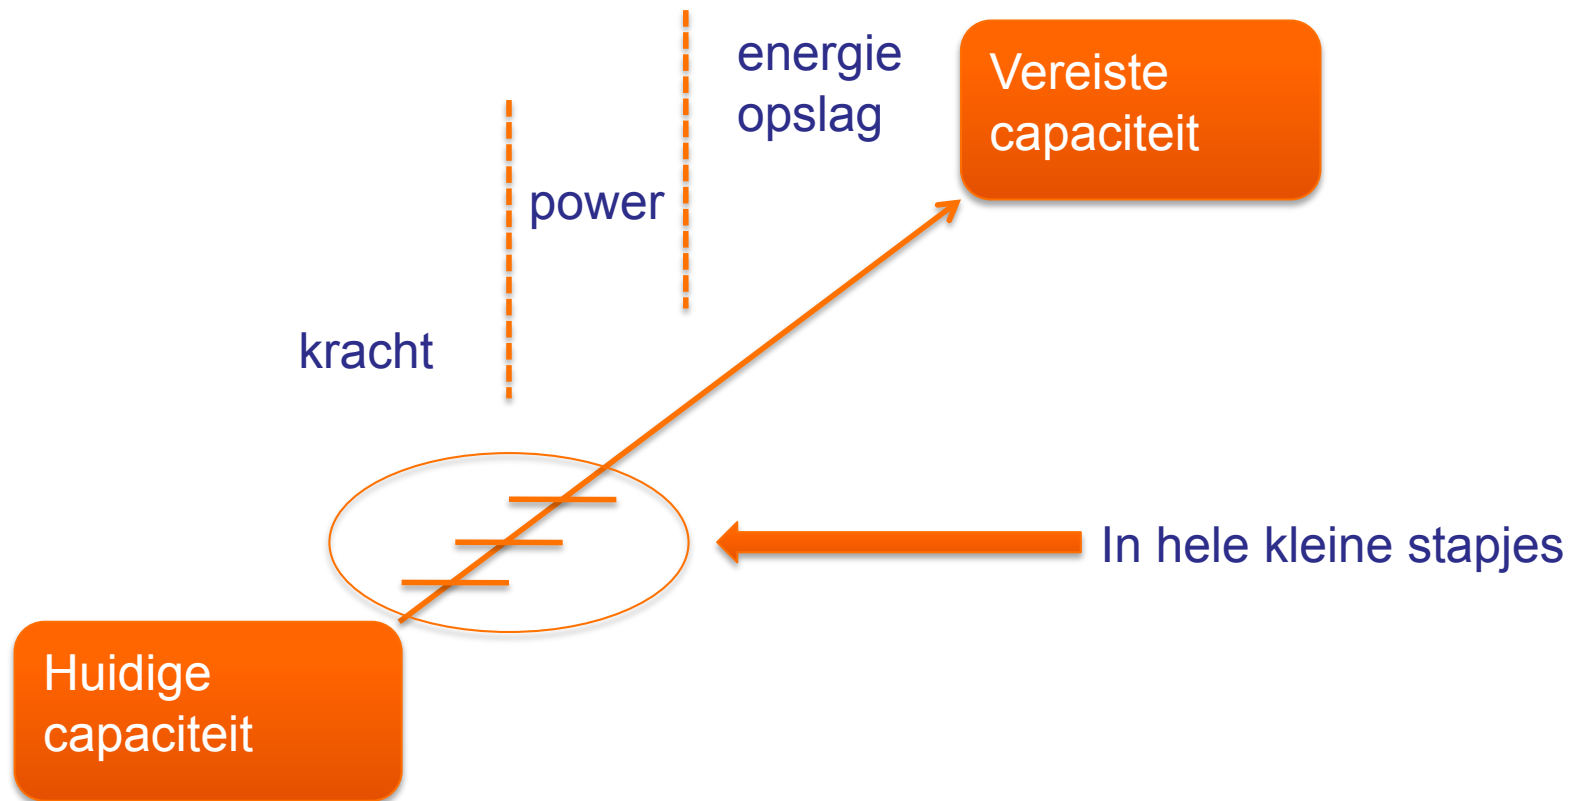 energie
opslag
Vereiste
capaciteit
power
kracht
In hele kleine stapjes
Huidige
capaciteit